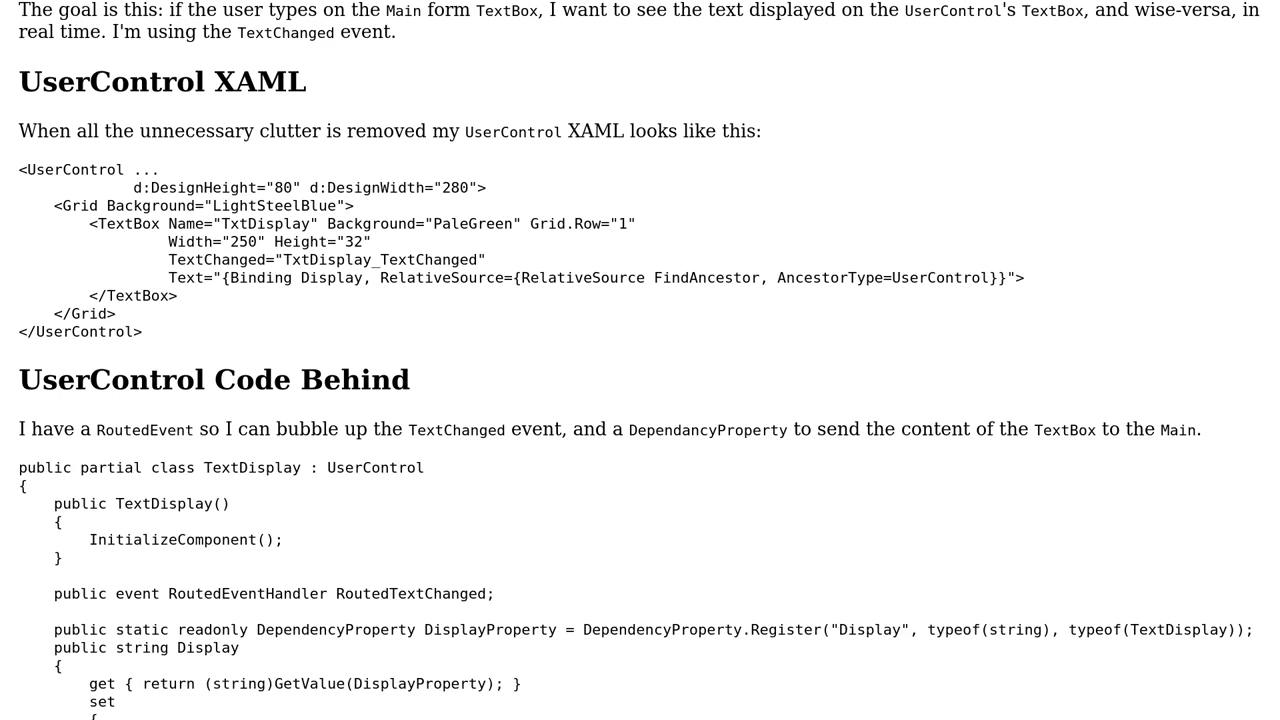 The goal is this: if the user types on the Main form TextBox, I want to see the text displayed on the UserControl's TextBox, and wise-versa, in
real time. I'm using the TextChanged event.
UserControl XAML
When all the unnecessary clutter is removed my UserControl XAML looks like this:
<UserControl ...
             d:DesignHeight="80" d:DesignWidth="280">
    <Grid Background="LightSteelBlue">
        <TextBox Name="TxtDisplay" Background="PaleGreen" Grid.Row="1"
                 Width="250" Height="32"
                 TextChanged="TxtDisplay_TextChanged"
                 Text="{Binding Display, RelativeSource={RelativeSource FindAncestor, AncestorType=UserControl}}">
        </TextBox>
    </Grid>
</UserControl>
UserControl Code Behind
I have a RoutedEvent so I can bubble up the TextChanged event, and a DependancyProperty to send the content of the TextBox to the Main.
public partial class TextDisplay : UserControl
{
    public TextDisplay()
    {
        InitializeComponent();
    }

    public event RoutedEventHandler RoutedTextChanged;

    public static readonly DependencyProperty DisplayProperty = DependencyProperty.Register("Display", typeof(string), typeof(TextDisplay));
    public string Display
    {
        get { return (string)GetValue(DisplayProperty); }
        set
        {